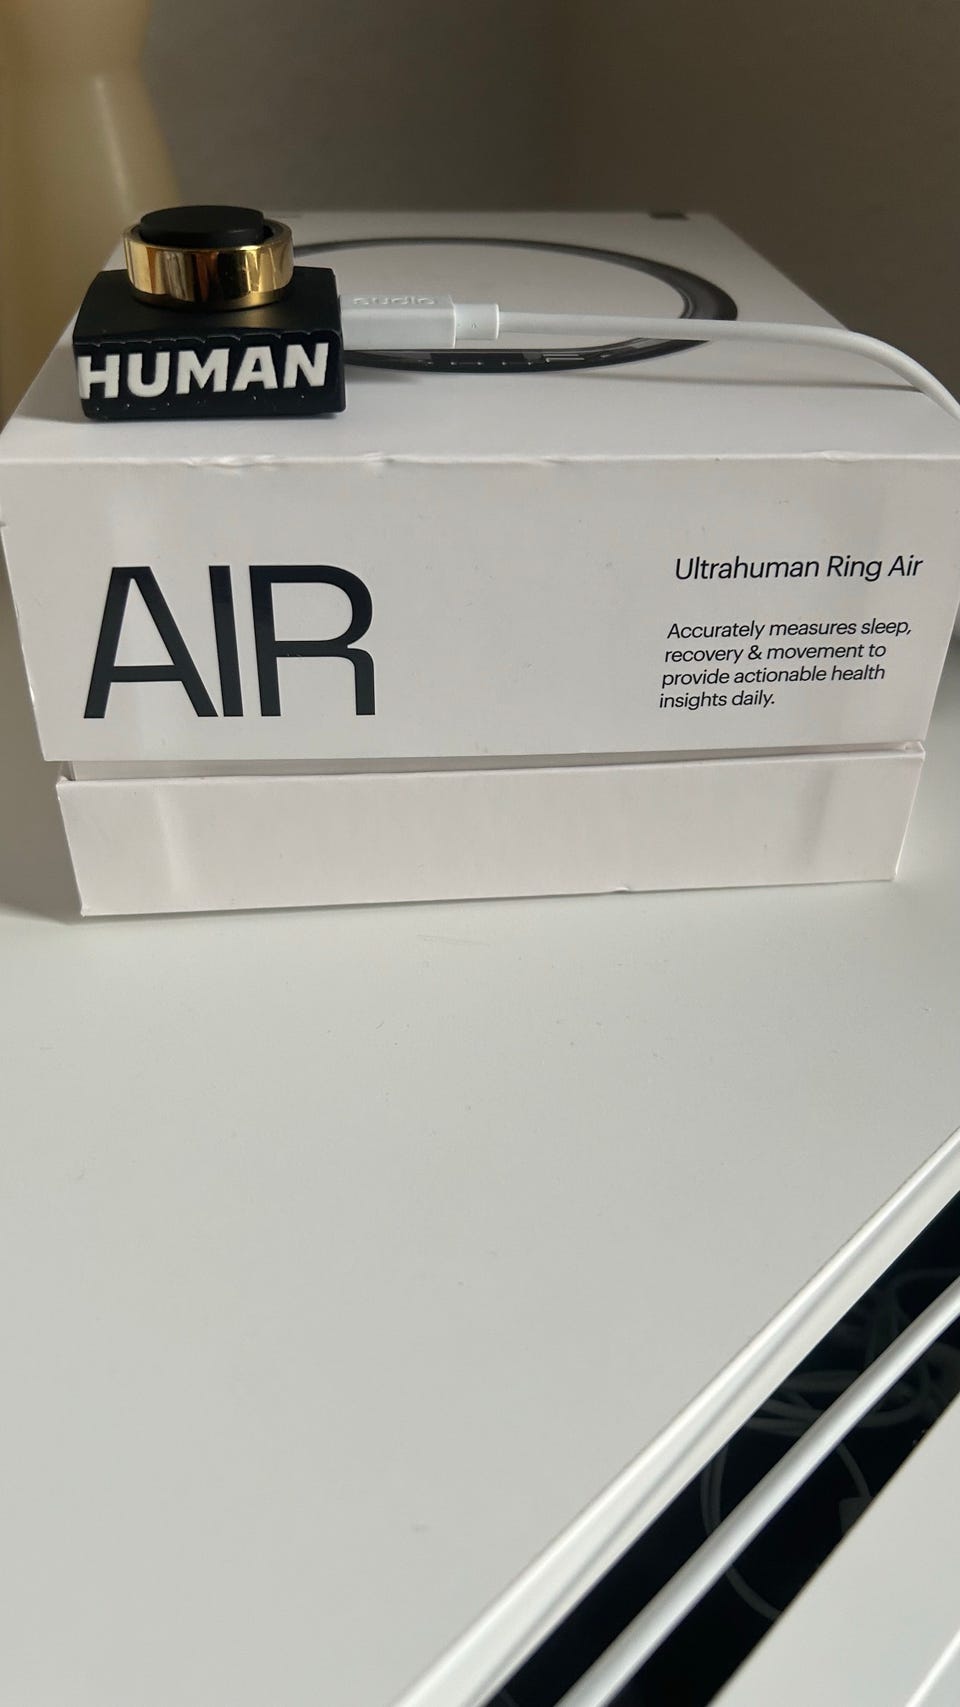 HUMAN
AIR
Ultrahuman Ring Air
Accurately measures sleep,
recovery & movement to
provide actionable health
insights daily.